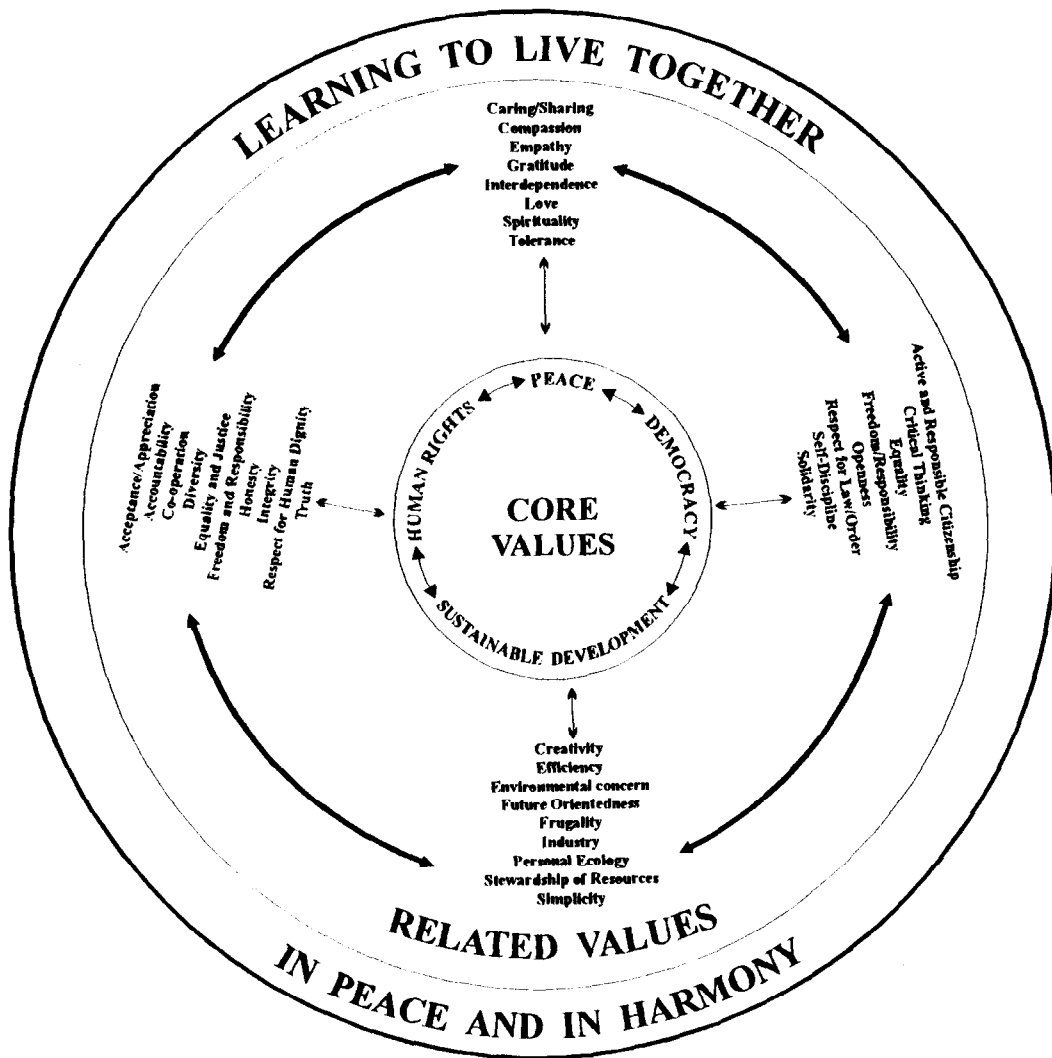 LEARNING TO LIVE TOGETHER
Caring/Sharing
Compassion
Empathy
Gratitude
Interdependence
Love
Spirituality
Tolerance
Acceptance/Appreciation
Accountability
Co-operation
Diversity
Equality and Justice
Freedom and Responsibility
Honesty
Integrity
Respect for Human Dignity
Truth
PEACE
HUMAN RIGHTS
DEMOCRACY
CORE
VALUES
SUSTAINABLE DEVELOPMENT
Active and Responsible Citizenship
Critical Thinking
Equality
Freedom/Responsibility
Openness
Respect for Law/Order
Self-Discipline
Solidarity
Creativity
Efficiency
Environmental concern
Future Orientedness
Frugality
Industry
Personal Ecology
Stewardship of Resources
Simplicity
RELATED VALUES
IN PEACE AND IN HARMONY